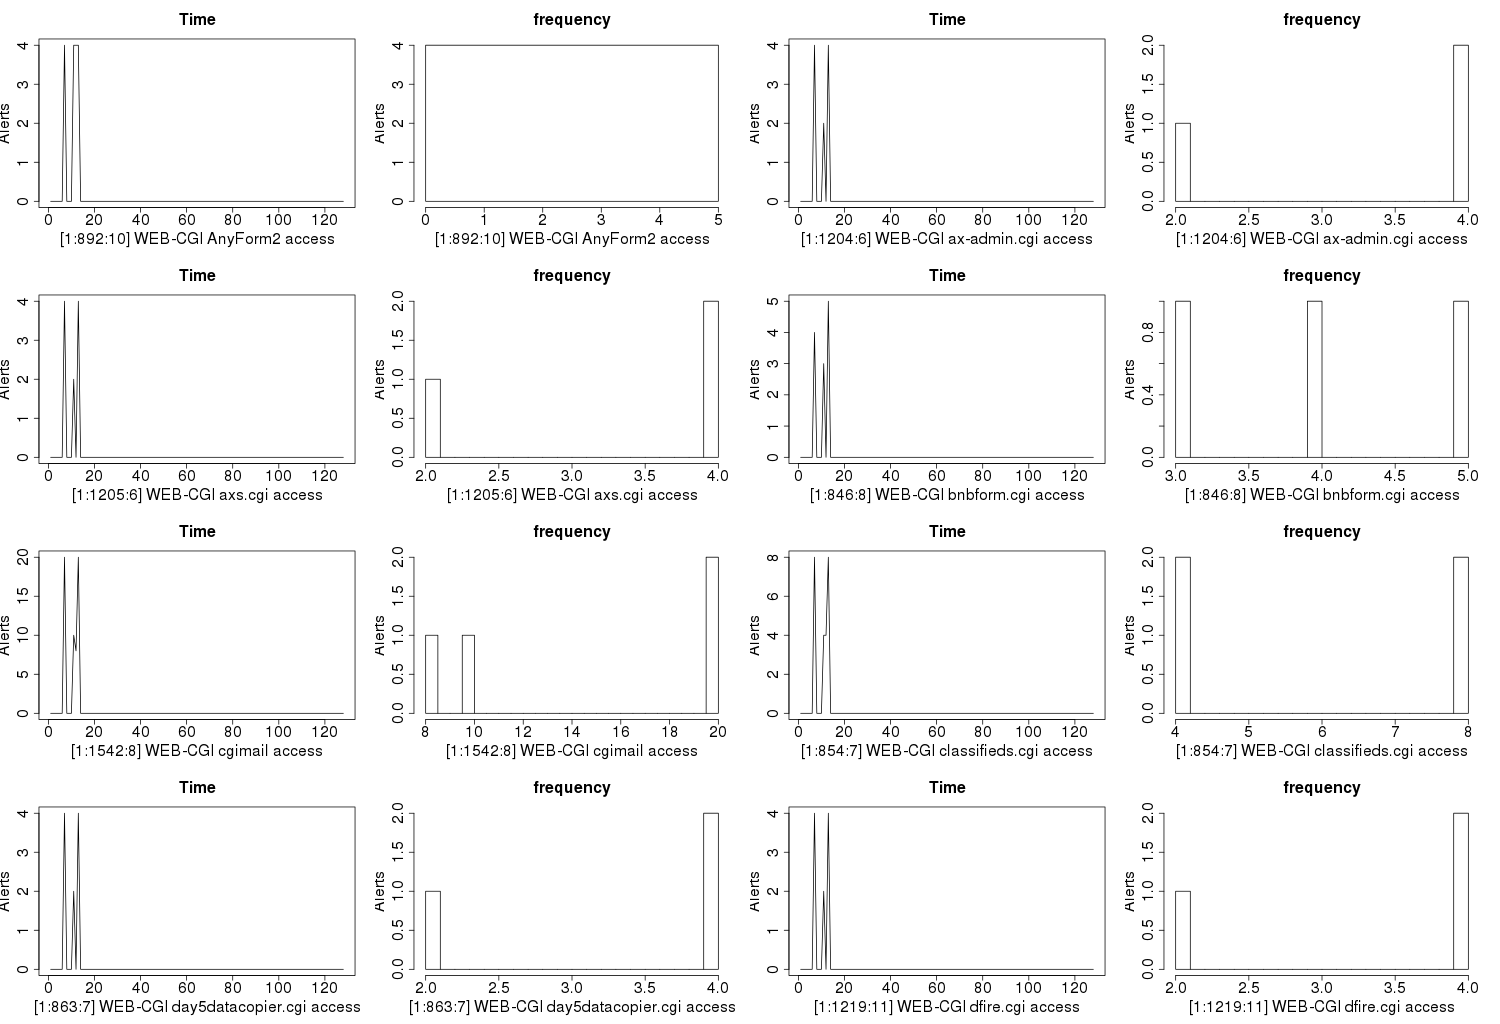 Time
Alerts
0 1 2 3 4
0 20 40 60 80 100 120
[1:892:10] WEB-CGI AnyForm2 access
frequency
Alerts
0 1 2 3 4
0 1 2 3 4 5
[1:892:10] WEB-CGI AnyForm2 access
Time
Alerts
0 1 2 3 4
0 20 40 60 80 100 120
[1:1204:6] WEB-CGI ax-admin.cgi access
frequency
Alerts
0.0 0.5 1.0 1.5 2.0
2.0 2.5 3.0 3.5 4.0
[1:1204:6] WEB-CGI ax-admin.cgi access
Time
Alerts
0 1 2 3 4
0 20 40 60 80 100 120
[1:1205:6] WEB-CGI axs.cgi access
frequency
Alerts
0.0 0.5 1.0 1.5 2.0
2.0 2.5 3.0 3.5 4.0
[1:1205:6] WEB-CGI axs.cgi access
Time
Alerts
0 1 2 3 4 5
0 20 40 60 80 100 120
[1:846:8] WEB-CGI bnbform.cgi access
frequency
Alerts
0.0 0.4 0.8
3.0 3.5 4.0 4.5 5.0
[1:846:8] WEB-CGI bnbform.cgi access
Time
Alerts
0 5 10 15 20
0 20 40 60 80 100 120
[1:1542:8] WEB-CGI cgimail access
frequency
Alerts
0.0 0.5 1.0 1.5 2.0
8 10 12 14 16 18 20
[1:1542:8] WEB-CGI cgimail access
Time
Alerts
0 2 4 6 8
0 20 40 60 80 100 120
[1:854:7] WEB-CGI classifieds.cgi access
frequency
Alerts
0.0 0.5 1.0 1.5 2.0
4 5 6 7 8
[1:854:7] WEB-CGI classifieds.cgi access
Time
Alerts
0 1 2 3 4
0 20 40 60 80 100 120
[1:863:7] WEB-CGI day5datacopier.cgi access
frequency
Alerts
0.0 0.5 1.0 1.5 2.0
2.0 2.5 3.0 3.5 4.0
[1:863:7] WEB-CGI day5datacopier.cgi access
Time
Alerts
0 1 2 3 4
0 20 40 60 80 100 120
[1:1219:11] WEB-CGI dfire.cgi access
frequency
Alerts
0.0 0.5 1.0 1.5 2.0
2.0 2.5 3.0 3.5 4.0
[1:1219:11] WEB-CGI dfire.cgi access